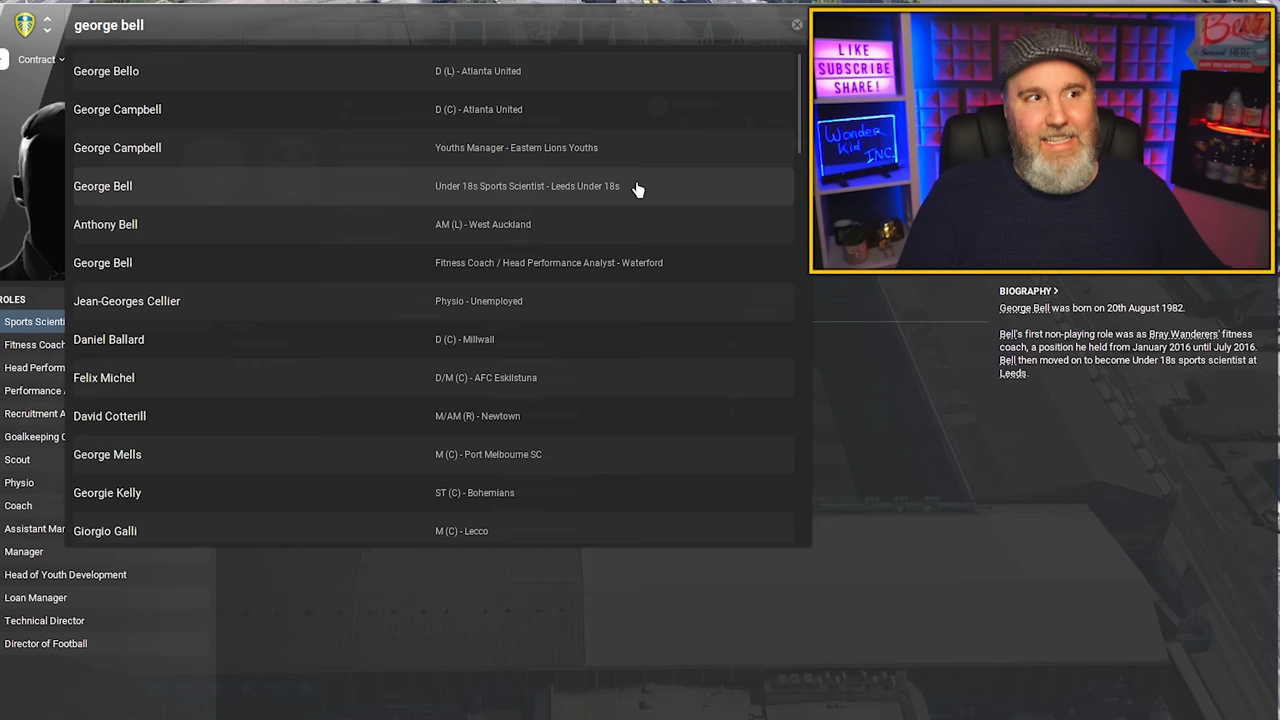 george bell
Contract
George Bello D (L) - Atlanta United
George Campbell D (C) - Atlanta United
George Campbell Youths Manager - Eastern Lions Youths
George Bell Under 18s Sports Scientist - Leeds Under 18s
Anthony Bell AM (L) - West Auckland
George Bell Fitness Coach / Head Performance Analyst - Waterford
Jean-Georges Cellier Physio - Unemployed
Daniel Ballard D (C) - Millwall
Felix Michel D/M (C) - AFC Eskilstuna
David Cotterill M/AM (R) - Newtown
George Mells M (C) - Port Melbourne SC
Georgie Kelly ST (C) - Bohemians
Giorgio Galli M (C) - Lecco
ROLES
Sports Scienti
Fitness Coach
Head Perform
Performance A
Recruitment A
Goalkeeping C
Scout
Physio
Coach
Assistant Mar
Manager
Head of Youth Development
Loan Manager
Technical Director
Director of Football
LIKE
SUBSCRIBE
SHARE!
Wonder
Kid
INC.
Beer
HERE
BIOGRAPHY >
George Bell was born on 20th August 1982.
Bell's first non-playing role was as Bray Wanderers' fitness
coach, a position he held from January 2016 until July 2016.
Bell then moved on to become Under 18s sports scientist at
Leeds.